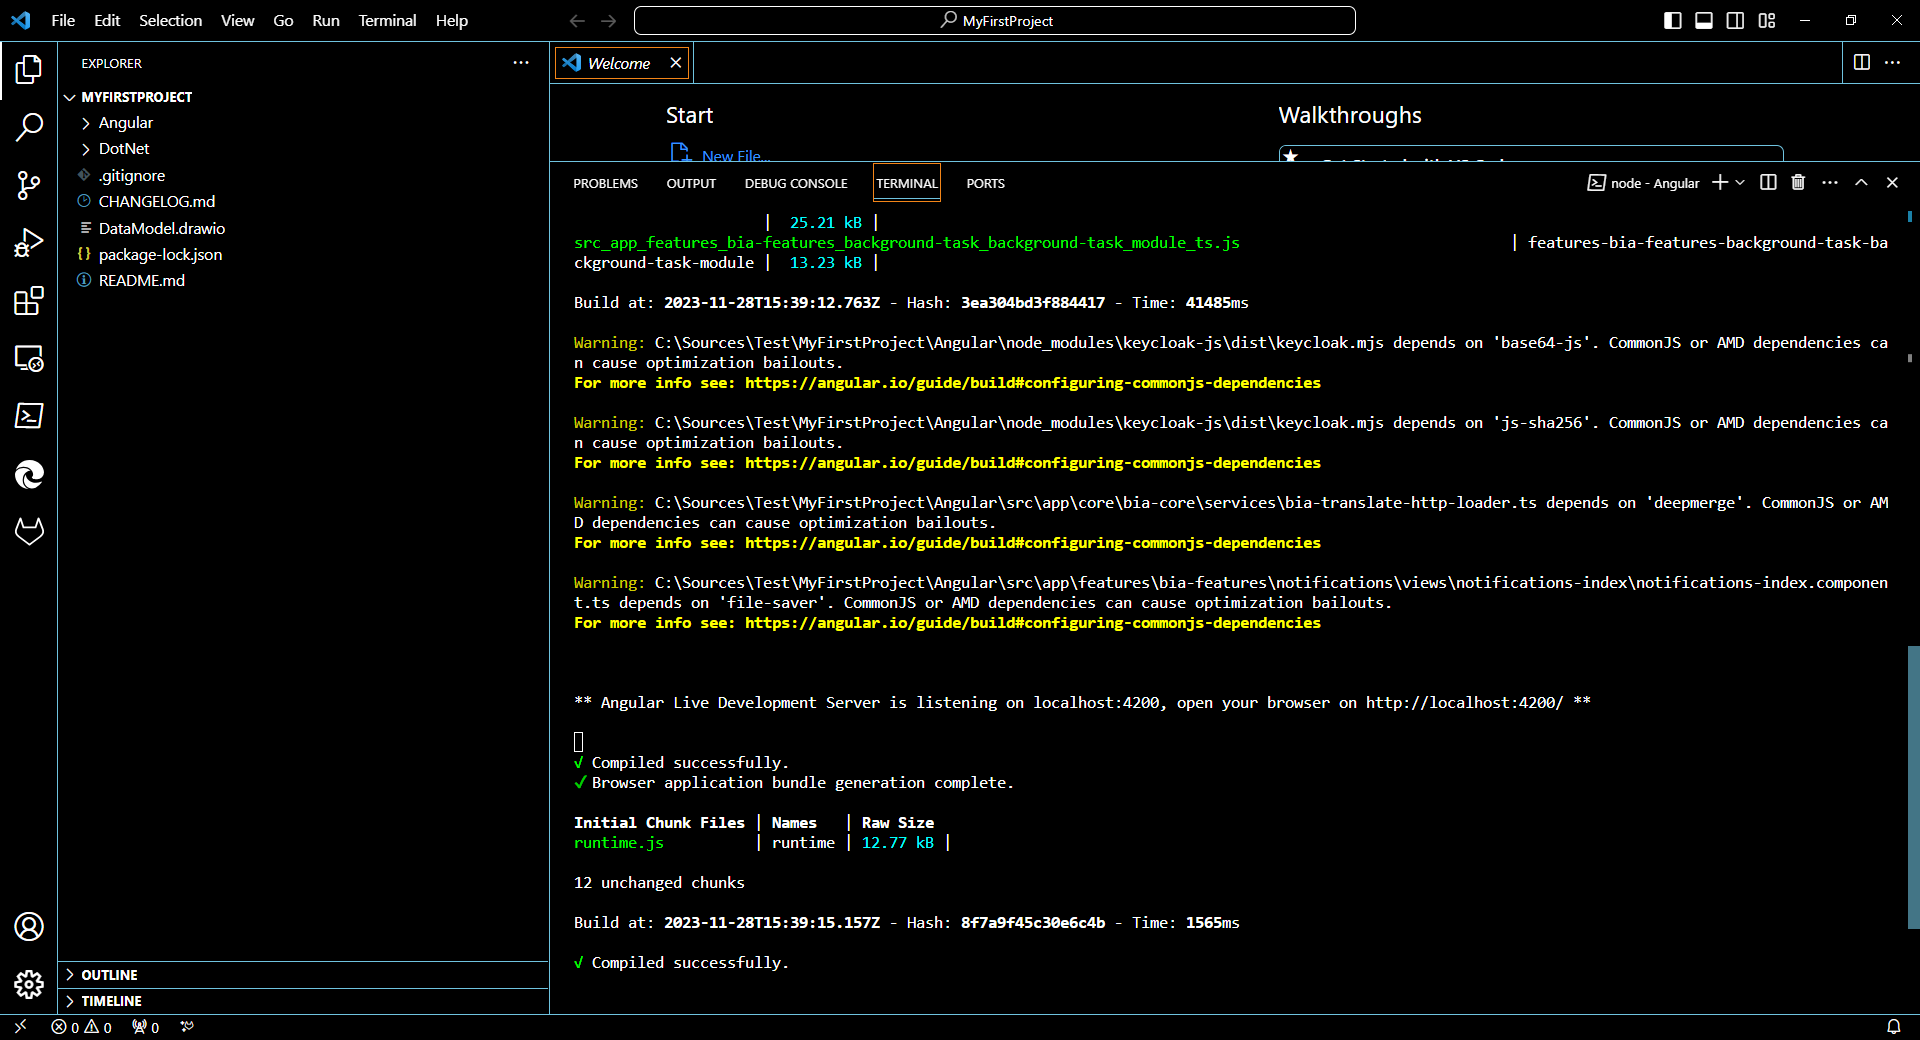 File Edit Selection View Go Run Terminal Help
MyFirstProject
EXPLORER
MYFIRSTPROJECT
Angular
DotNet
.gitignore
CHANGELOG.md
DataModel.drawio
package-lock.json
README.md
OUTLINE
TIMELINE
Welcome
Start
New File...
Walkthroughs
PROBLEMS OUTPUT DEBUG CONSOLE TERMINAL PORTS
node - Angular
| 25.21 kB |
src_app_features_bia-features_background-task_background-task_module_ts.js | features-bia-features-background-task-ba
ckground-task-module | 13.23 kB |
Build at: 2023-11-28T15:39:12.763Z - Hash: 3ea304bd3f884417 - Time: 41485ms
Warning: C:\Sources\Test\MyFirstProject\Angular\node_modules\keycloak-js\dist\keycloak.mjs depends on 'base64-js'. CommonJS or AMD dependencies ca
n cause optimization bailouts.
For more info see: https://angular.io/guide/build#configuring-commonjs-dependencies
Warning: C:\Sources\Test\MyFirstProject\Angular\node_modules\keycloak-js\dist\keycloak.mjs depends on 'js-sha256'. CommonJS or AMD dependencies ca
n cause optimization bailouts.
For more info see: https://angular.io/guide/build#configuring-commonjs-dependencies
Warning: C:\Sources\Test\MyFirstProject\Angular\src\app\core\bia-core\services\bia-translate-http-loader.ts depends on 'deepmerge'. CommonJS or AM
D dependencies can cause optimization bailouts.
For more info see: https://angular.io/guide/build#configuring-commonjs-dependencies
Warning: C:\Sources\Test\MyFirstProject\Angular\src\app\features\bia-features\notifications\views\notifications-index\notifications-index.componen
t.ts depends on 'file-saver'. CommonJS or AMD dependencies can cause optimization bailouts.
For more info see: https://angular.io/guide/build#configuring-commonjs-dependencies
** Angular Live Development Server is listening on localhost:4200, open your browser on http://localhost:4200/ **
√ Compiled successfully.
✓ Browser application bundle generation complete.
Initial Chunk Files | Names | Raw Size
runtime.js | runtime | 12.77 kB |
12 unchanged chunks
Build at: 2023-11-28T15:39:15.157Z - Hash: 8f7a9f45c30e6c4b - Time: 1565ms
√ Compiled successfully.
0 0 0